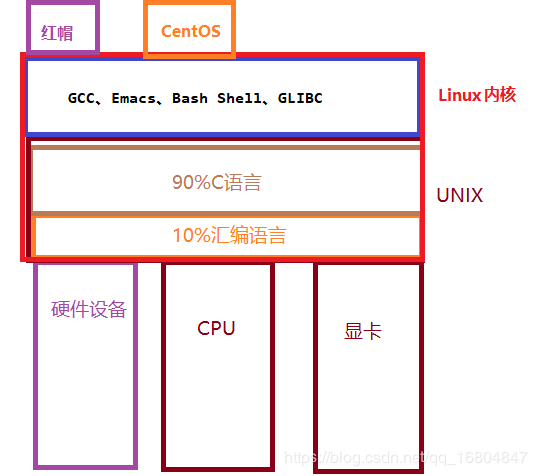 红帽
CentOS
GCC、Emacs、Bash Shell、GLIBC
Linux内核
90%C语言
UNIX
10%汇编语言
硬件设备
CPU
显卡
https://blog.csdn.net/qq_16804847